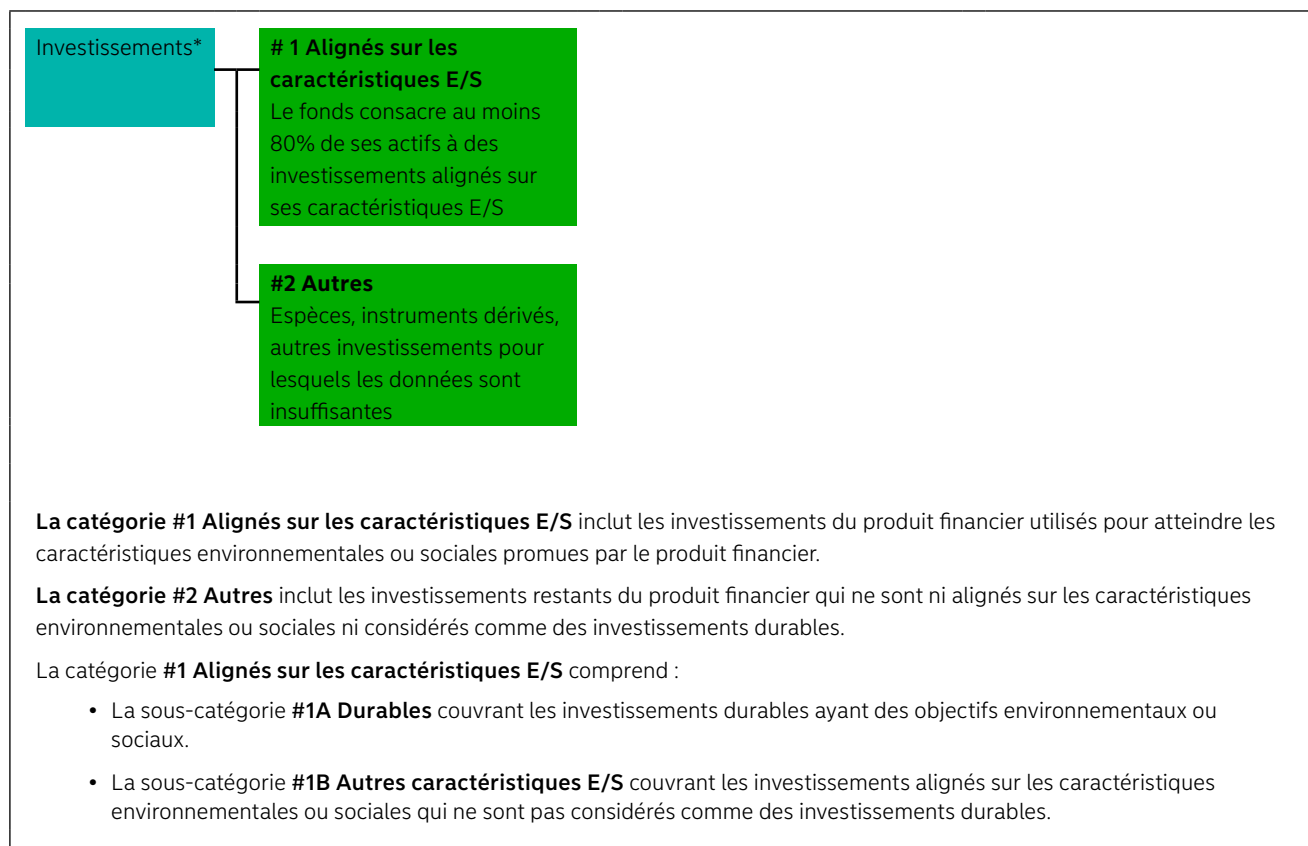 Investissements*
# 1 Alignés sur les
caractéristiques E/S
Le fonds consacre au moins
80% de ses actifs à des
investissements alignés sur
ses caractéristiques E/S
#2 Autres
Espèces, instruments dérivés,
autres investissements pour
lesquels les données sont
insuffisantes
La catégorie #1 Alignés sur les caractéristiques E/S inclut les investissements du produit financier utilisés pour atteindre les
caractéristiques environnementales ou sociales promues par le produit financier.
La catégorie #2 Autres inclut les investissements restants du produit financier qui ne sont ni alignés sur les caractéristiques
environnementales ou sociales ni considérés comme des investissements durables.
La catégorie #1 Alignés sur les caractéristiques E/S comprend :
• La sous-catégorie #1A Durables couvrant les investissements durables ayant des objectifs environnementaux ou
sociaux.
• La sous-catégorie #1B Autres caractéristiques E/S couvrant les investissements alignés sur les caractéristiques
environnementales ou sociales qui ne sont pas considérés comme des investissements durables.